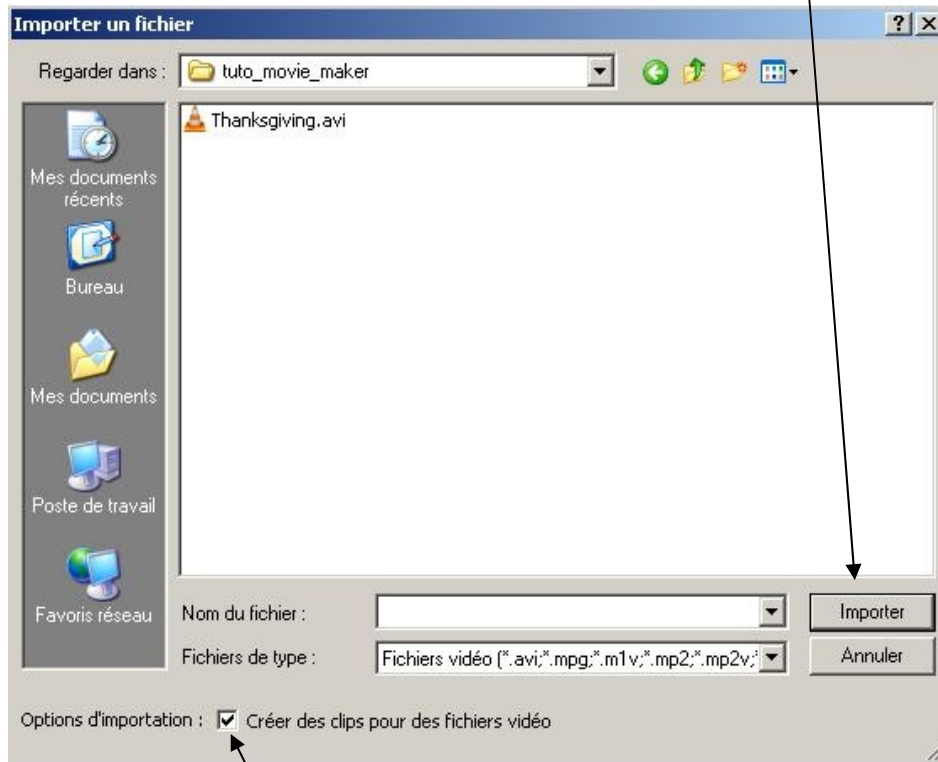 Importer un fichier
Regarder dans : tuto_movie_maker
Thanksgiving.avi
Mes documents
récents
Bureau
Mes documents
Poste de travail
Favoris réseau
Nom du fichier :
Importer
Fichiers de type : Fichiers vidéo (*.avi;*.mpg;*.m1v;*.mp2;*.mp2v;*
Annuler
Options d'importation : Créer des clips pour des fichiers vidéo